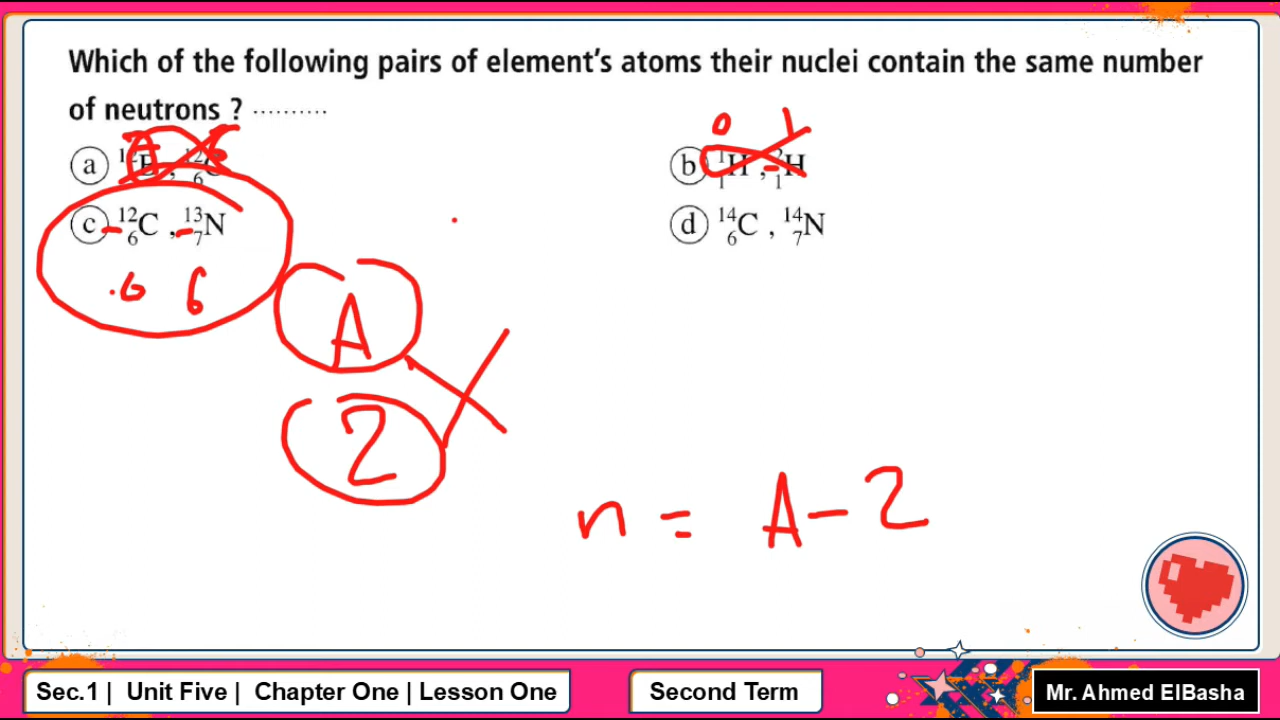 Which of the following pairs of element's atoms their nuclei contain the same number
of neutrons ? ..........
0 1
a
b ¹₁H , ²₁H
c ¹²₆C , ¹³₇N
d ¹⁴₆C , ¹⁴₇N
6 6
A
Z
n = A - Z
Sec.1 | Unit Five | Chapter One | Lesson One
Second Term
Mr. Ahmed ElBasha